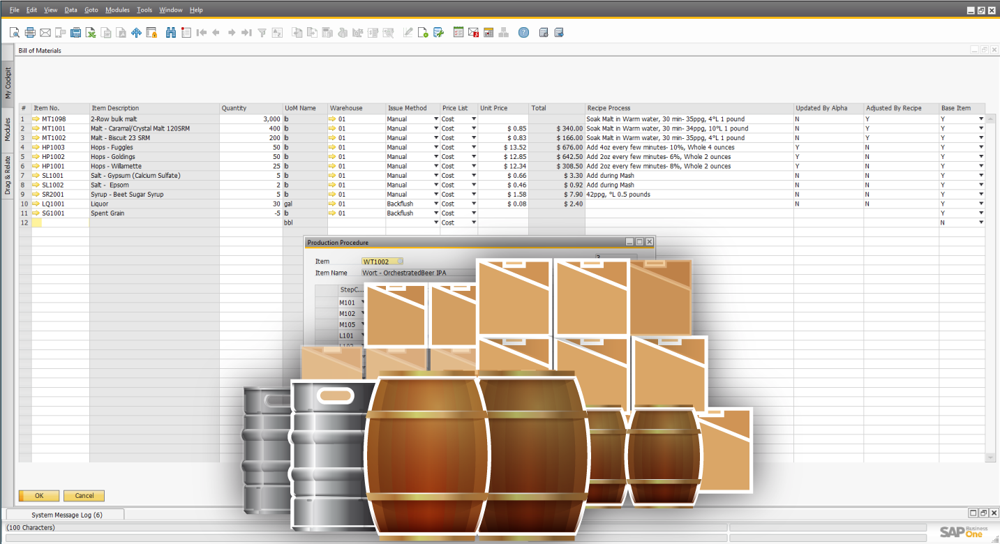 File Edit View Data Goto Modules Tools Window Help
Bill of Materials
My Cockpit
Modules
Drag & Relate
# Item No. Item Description Quantity UoM Name Warehouse Issue Method Price List Unit Price Total Recipe Process Updated By Alpha Adjusted By Recipe Base Item
1 MT1098 2-Row bulk malt 3,000 lb 01 Manual Cost Soak Malt in Warm water, 30 min- 35ppg, 4°L 1 pound N Y Y
2 MT1001 Malt - Caramal/Crystal Malt 120SRM 400 lb 01 Manual Cost $ 0.85 $ 340.00 Soak Malt in Warm water, 30 min- 34ppg, 10°L 1 pound N Y Y
3 MT1002 Malt - Biscuit 23 SRM 200 lb 01 Manual Cost $ 0.83 $ 166.00 Soak Malt in Warm water, 30 min- 35ppg, 4°L 1 pound N Y Y
4 HP1003 Hops - Fuggles 50 lb 01 Manual Cost $ 13.52 $ 676.00 Add 4oz every few minutes- 10%, Whole 4 ounces Y N Y
5 HP1002 Hops - Goldings 50 lb 01 Manual Cost $ 12.85 $ 642.50 Add 2oz every few minutes- 6%, Whole 2 ounces Y N Y
6 HP1001 Hops - Willamette 25 lb 01 Manual Cost $ 12.34 $ 308.50 Add 2oz every few minutes- 8%, Whole 2 ounces Y N Y
7 SL1001 Salt - Gypsum (Calcium Sulfate) 5 lb 01 Manual Cost $ 0.66 $ 3.30 Add during Mash N N Y
8 SL1002 Salt - Epsom 2 lb 01 Manual Cost $ 0.46 $ 0.92 Add during Mash N N Y
9 SR2001 Syrup - Beet Sugar Syrup 5 lb 01 Manual Cost $ 1.58 $ 7.90 42ppg, °L 0.5 pounds N N Y
10 LQ1001 Liquor 30 gal 01 Backflush Cost $ 0.08 $ 2.40 N N Y
11 SG1001 Spent Grain -5 lb 01 Backflush Cost Y
12 bbl Cost N
Production Procedure
Item WT1002
Item Name Wort - OrchestratedBeer IPA
StepC...
M101
M102
M105
L101
OK Cancel
System Message Log (6)
(100 Characters)
SAP Business One